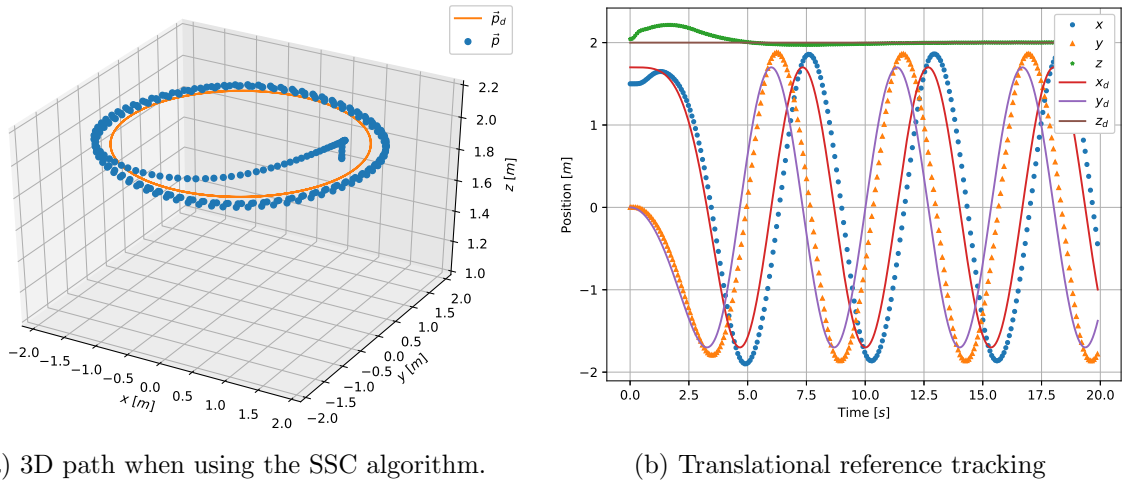 p⃗_d
p⃗
2.2
2.0
1.8
1.6
1.4
1.2
1.0
z [m]
−2.0
−1.5
−1.0
−0.5
0.0
0.5
1.0
1.5
2.0
x [m]
−2.0
−1.5
−1.0
−0.5
0.0
0.5
1.0
1.5
2.0
y [m]
) 3D path when using the SSC algorithm.
x
y
z
x_d
y_d
z_d
2
1
0
−1
−2
Position [m]
0.0 2.5 5.0 7.5 10.0 12.5 15.0 17.5 20.0
Time [s]
(b) Translational reference tracking